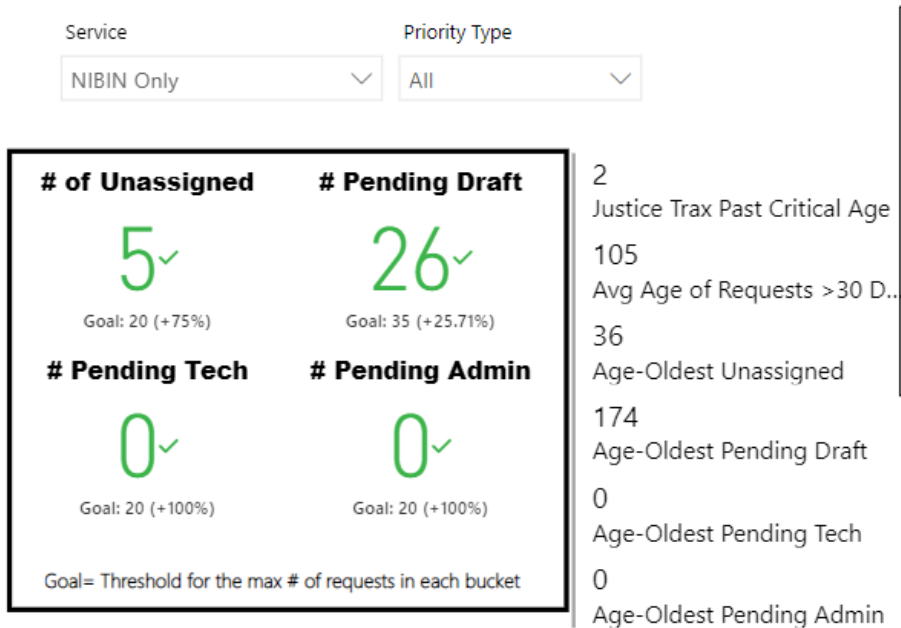 Service
Priority Type
NIBIN Only
All
# of Unassigned
# Pending Draft
5
26
Goal: 20 (+75%)
Goal: 35 (+25.71%)
# Pending Tech
# Pending Admin
0
0
Goal: 20 (+100%)
Goal: 20 (+100%)
Goal= Threshold for the max # of requests in each bucket
2
Justice Trax Past Critical Age
105
Avg Age of Requests >30 D...
36
Age-Oldest Unassigned
174
Age-Oldest Pending Draft
0
Age-Oldest Pending Tech
0
Age-Oldest Pending Admin